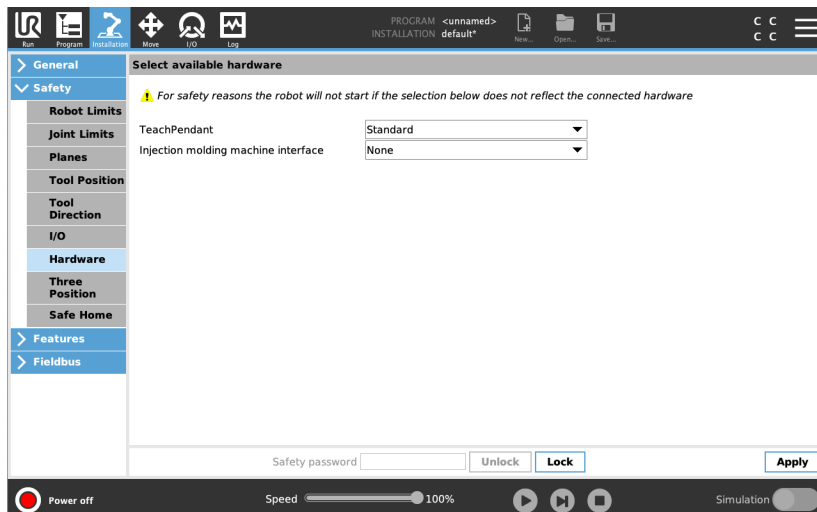 UR
PROGRAM <unnamed>
INSTALLATION default*
Run Program Installation Move I/O Log New... Open... Save...
C C
C C
General
Safety
Robot Limits
Joint Limits
Planes
Tool Position
Tool
Direction
I/O
Hardware
Three
Position
Safe Home
Features
Fieldbus
Select available hardware
For safety reasons the robot will not start if the selection below does not reflect the connected hardware
TeachPendant Standard
Injection molding machine interface None
Safety password Unlock Lock Apply
Power off Speed 100% Simulation